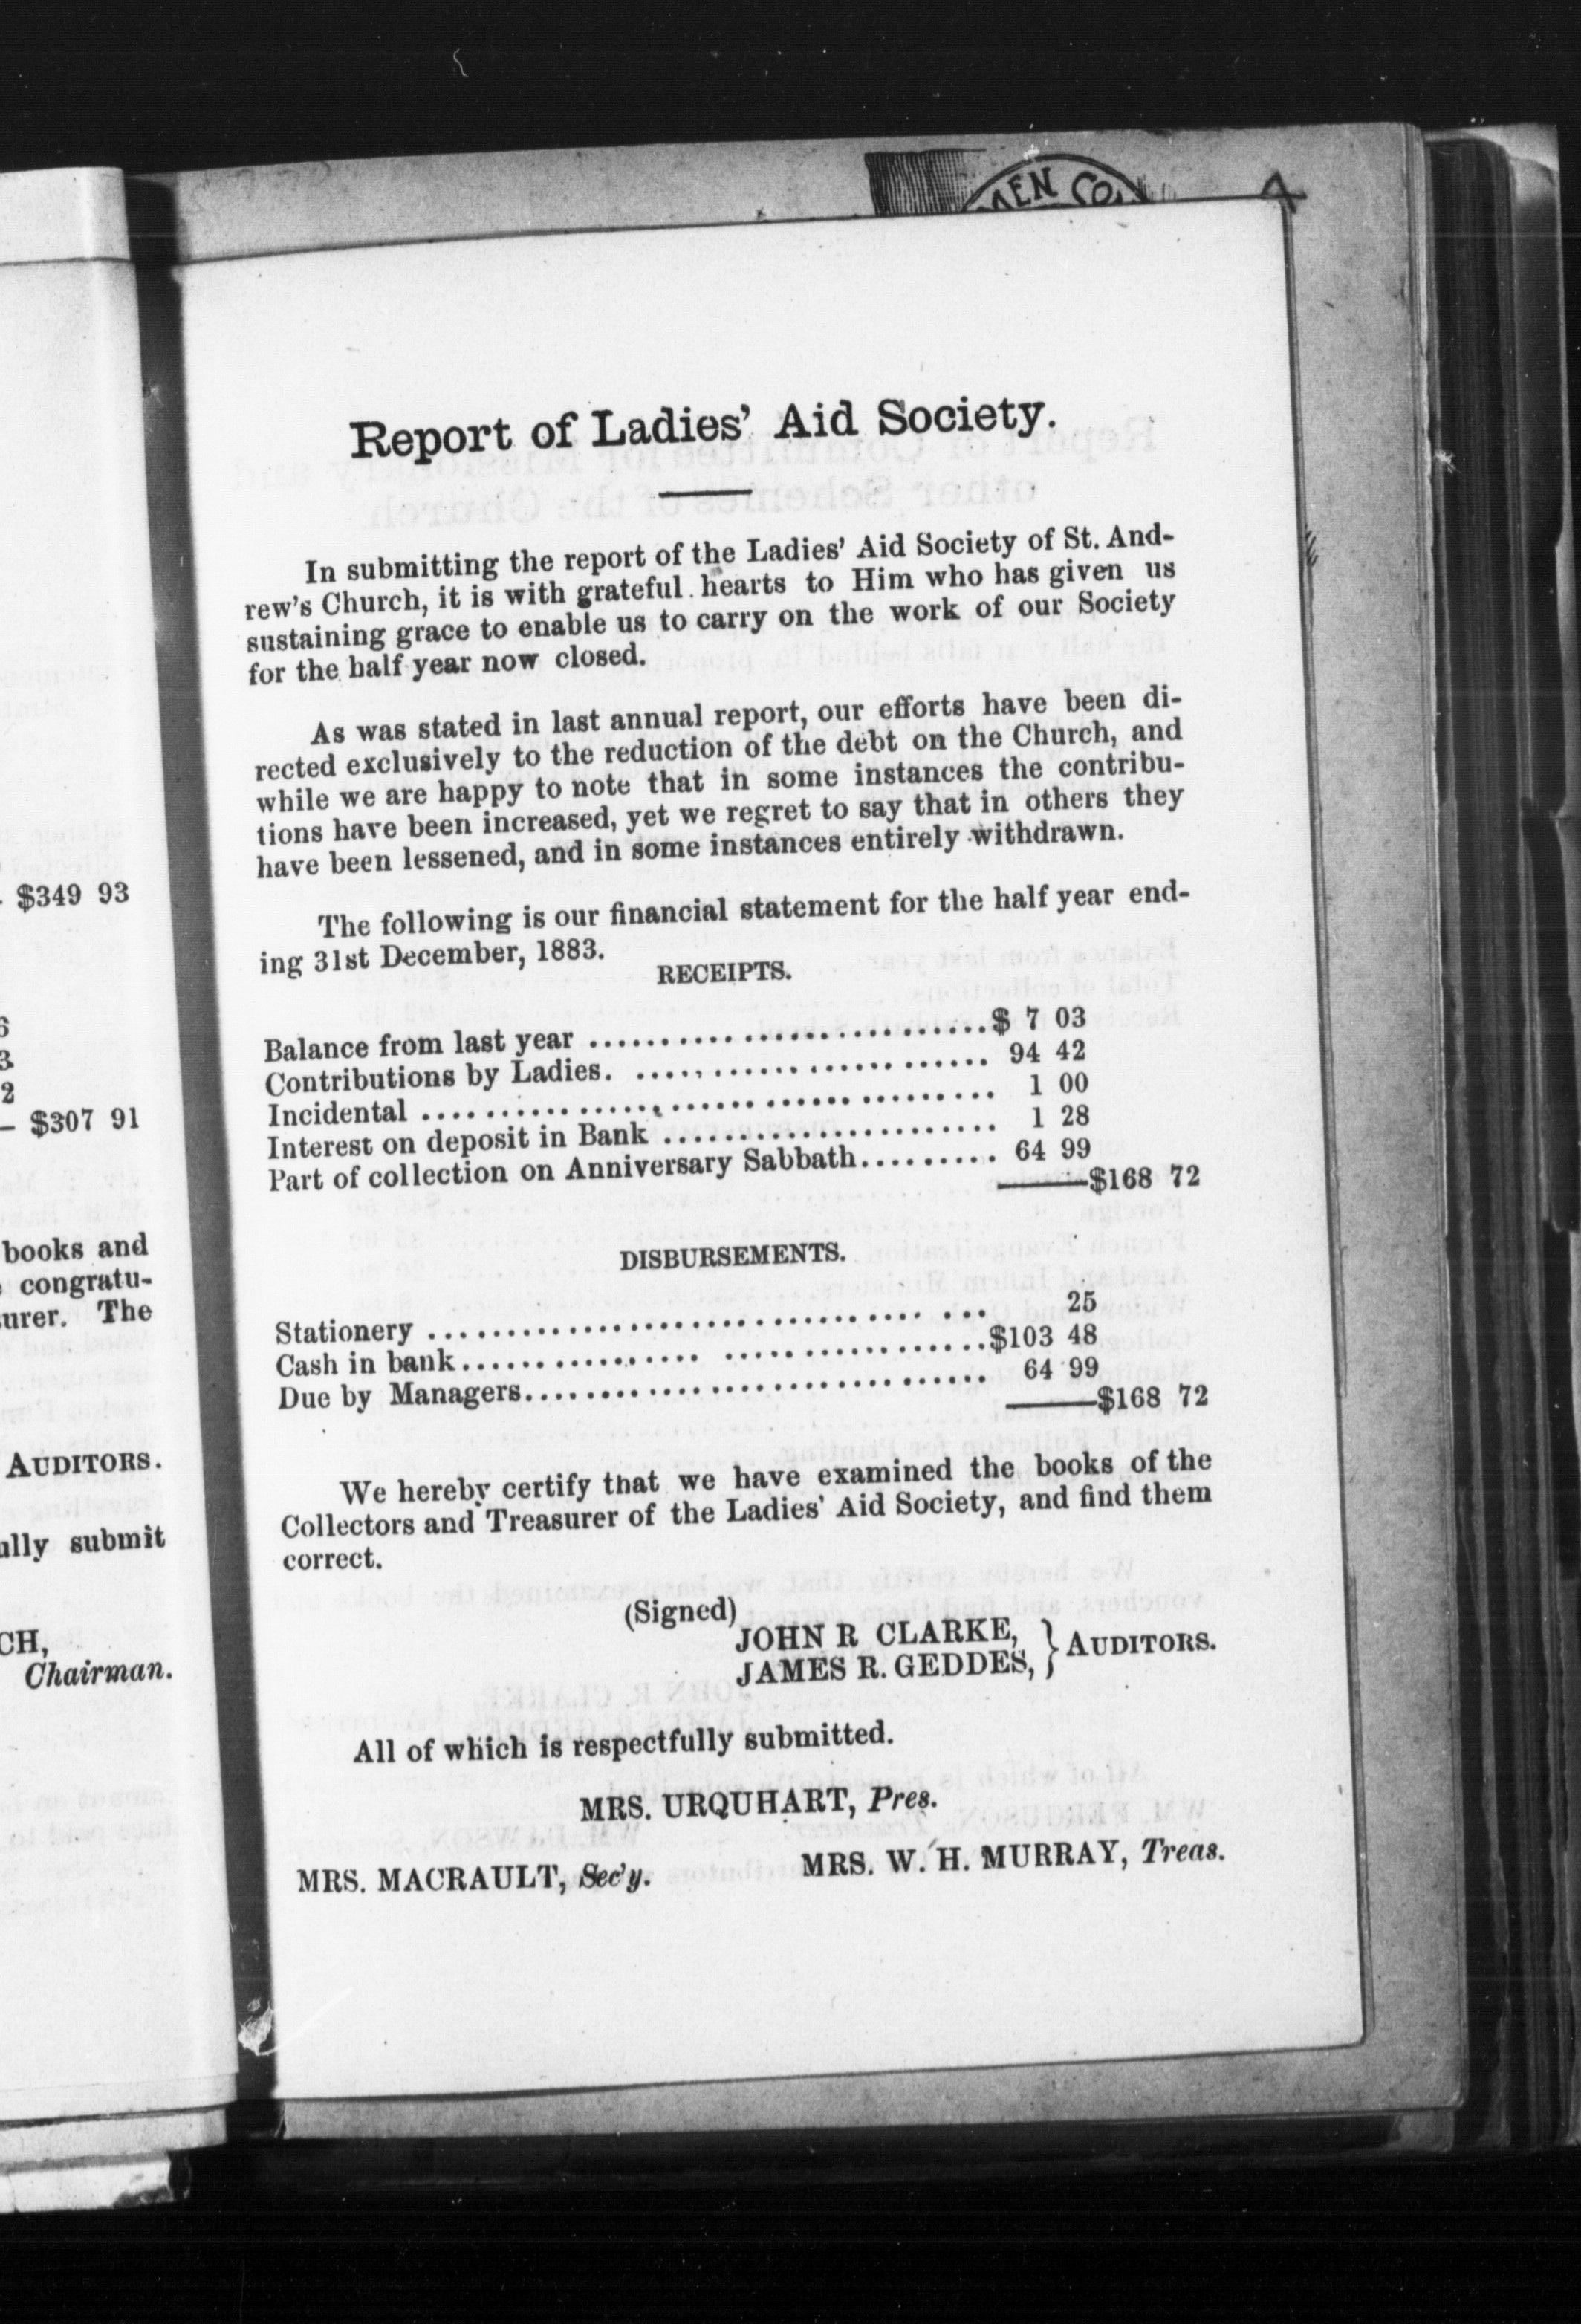 MEN CO
$349 93
6
3
2
— $307 91
books and
congratu-
urer. The
AUDITORS.
ully submit
CH,
Chairman.
Report of Ladies' Aid Society.
In submitting the report of the Ladies' Aid Society of St. And-
rew's Church, it is with grateful hearts to Him who has given us
sustaining grace to enable us to carry on the work of our Society
for the half year now closed.
As was stated in last annual report, our efforts have been di-
rected exclusively to the reduction of the debt on the Church, and
while we are happy to note that in some instances the contribu-
tions have been increased, yet we regret to say that in others they
have been lessened, and in some instances entirely withdrawn.
The following is our financial statement for the half year end-
ing 31st December, 1883.
RECEIPTS.
Balance from last year ............................$ 7 03
Contributions by Ladies. ........................ 94 42
Incidental ....................................... 1 00
Interest on deposit in Bank ....................... 1 28
Part of collection on Anniversary Sabbath.......... 64 99
———$168 72
DISBURSEMENTS.
Stationery ..................................... 25
Cash in bank................. ..................$103 48
Due by Managers................................ 64 99
———$168 72
We hereby certify that we have examined the books of the
Collectors and Treasurer of the Ladies' Aid Society, and find them
correct.
(Signed)
JOHN R CLARKE,
JAMES R. GEDDES, } AUDITORS.
All of which is respectfully submitted.
MRS. URQUHART, Pres.
MRS. MACRAULT, Sec'y. MRS. W. H. MURRAY, Treas.